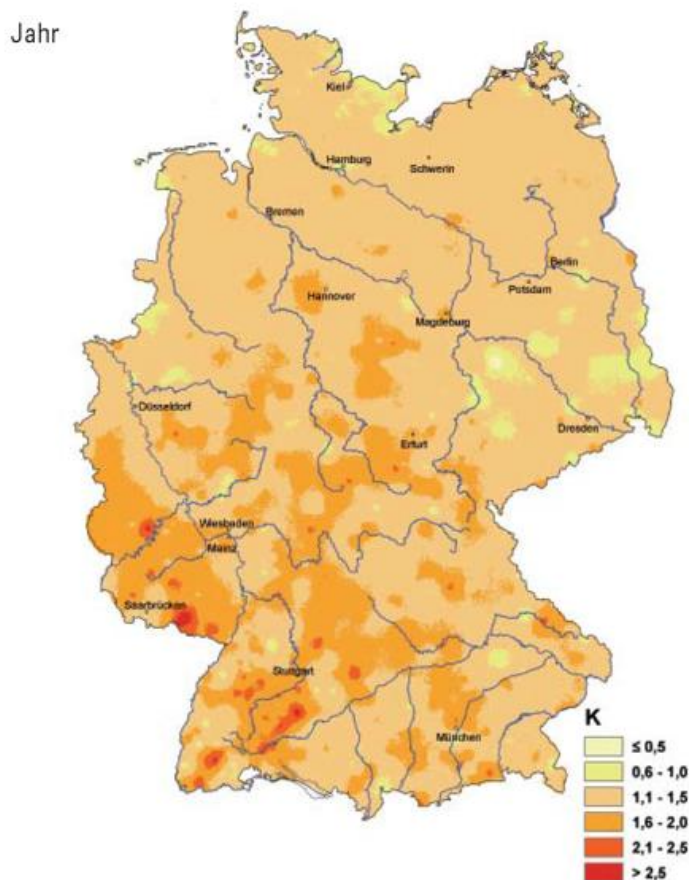 Jahr
Kiel
Hamburg
Schwerin
Bremen
Berlin
Potsdam
Hannover
Magdeburg
Düsseldorf
Dresden
Erfurt
Wiesbaden
Mainz
Saarbrücken
Stuttgart
München
K
≤ 0,5
0,6 - 1,0
1,1 - 1,5
1,6 - 2,0
2,1 - 2,5
> 2,5